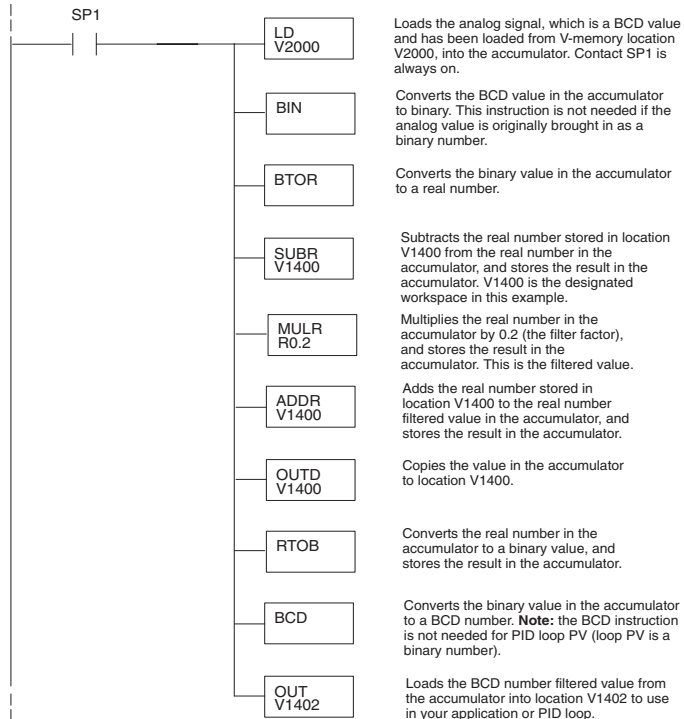 SP1
LD
V2000
Loads the analog signal, which is a BCD value
and has been loaded from V-memory location
V2000, into the accumulator. Contact SP1 is
always on.
BIN
Converts the BCD value in the accumulator
to binary. This instruction is not needed if the
analog value is originally brought in as a
binary number.
BTOR
Converts the binary value in the accumulator
to a real number.
SUBR
V1400
Subtracts the real number stored in location
V1400 from the real number in the
accumulator, and stores the result in the
accumulator. V1400 is the designated
workspace in this example.
MULR
R0.2
Multiplies the real number in the
accumulator by 0.2 (the filter factor),
and stores the result in the
accumulator. This is the filtered value.
ADDR
V1400
Adds the real number stored in
location V1400 to the real number
filtered value in the accumulator, and
stores the result in the accumulator.
OUTD
V1400
Copies the value in the accumulator
to location V1400.
RTOB
Converts the real number in the
accumulator to a binary value, and
stores the result in the accumulator.
BCD
Converts the binary value in the accumulator
to a BCD number. Note: the BCD instruction
is not needed for PID loop PV (loop PV is a
binary number).
OUT
V1402
Loads the BCD number filtered value from
the accumulator into location V1402 to use
in your application or PID loop.